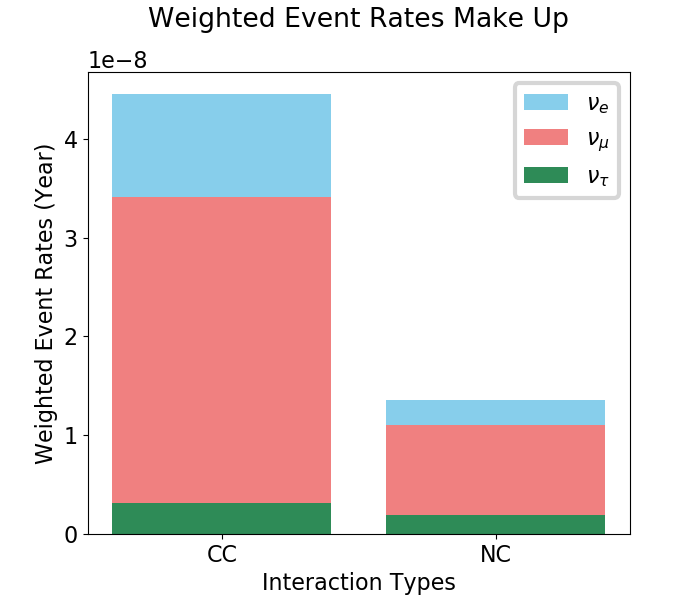 Weighted Event Rates Make Up
1e−8
4
3
2
1
0
Weighted Event Rates (Year)
νe
νμ
ντ
CC NC
Interaction Types